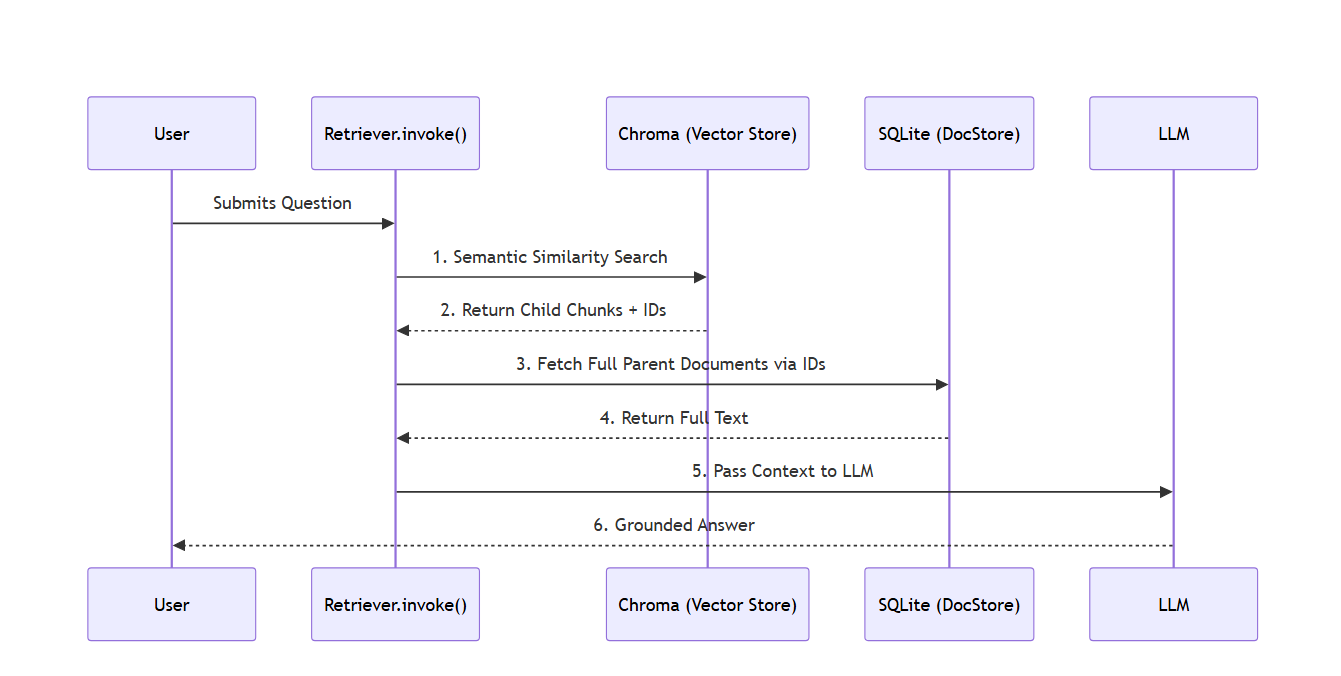 User
Retriever.invoke()
Chroma (Vector Store)
SQLite (DocStore)
LLM
Submits Question
1. Semantic Similarity Search
2. Return Child Chunks + IDs
3. Fetch Full Parent Documents via IDs
4. Return Full Text
5. Pass Context to LLM
6. Grounded Answer
User
Retriever.invoke()
Chroma (Vector Store)
SQLite (DocStore)
LLM